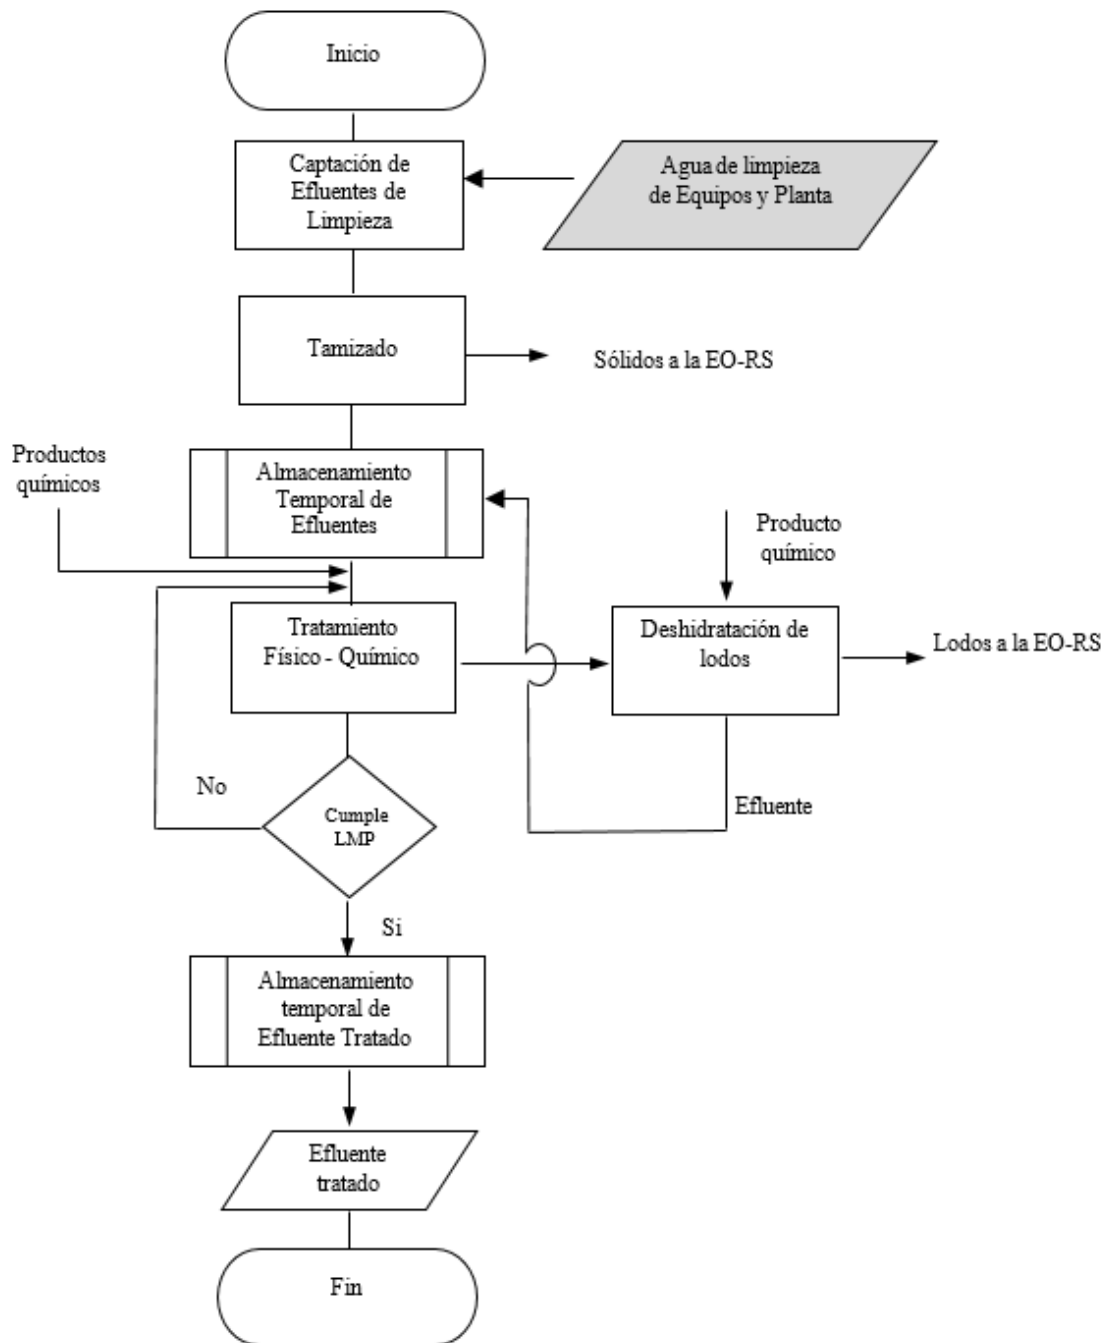 Inicio
Captación de
Efluentes de
Limpieza
Agua de limpieza
de Equipos y Planta
Tamizado
Sólidos a la EO-RS
Productos
químicos
Almacenamiento
Temporal de
Efluentes
Producto
químico
Tratamiento
Físico - Químico
Deshidratación de
lodos
Lodos a la EO-RS
No
Efluente
Cumple
LMP
Si
Almacenamiento
temporal de
Efluente Tratado
Efluente
tratado
Fin